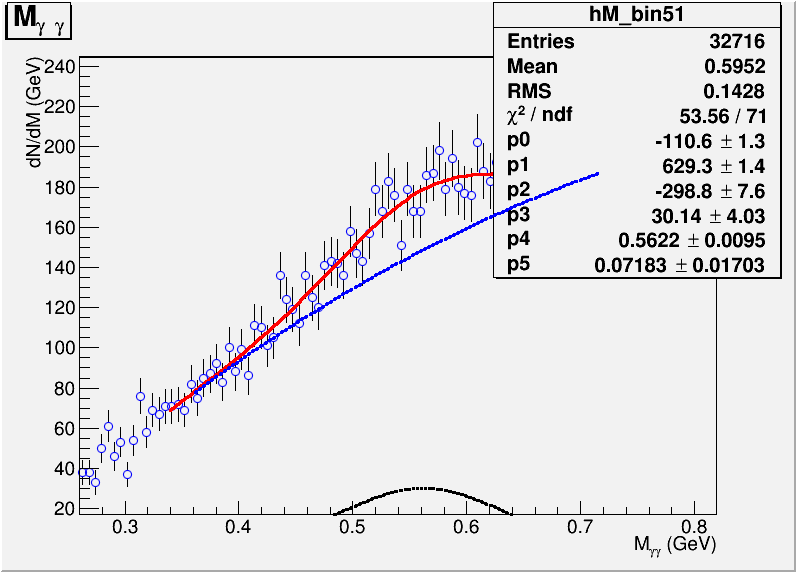 M γ γ
hM_bin51
Entries 32716
Mean 0.5952
RMS 0.1428
χ² / ndf 53.56 / 71
p0 -110.6 ± 1.3
p1 629.3 ± 1.4
p2 -298.8 ± 7.6
p3 30.14 ± 4.03
p4 0.5622 ± 0.0095
p5 0.07183 ± 0.01703
dN/dM (GeV)
240
220
200
180
160
140
120
100
80
60
40
20
0.3 0.4 0.5 0.6 0.7 0.8
Mγγ (GeV)